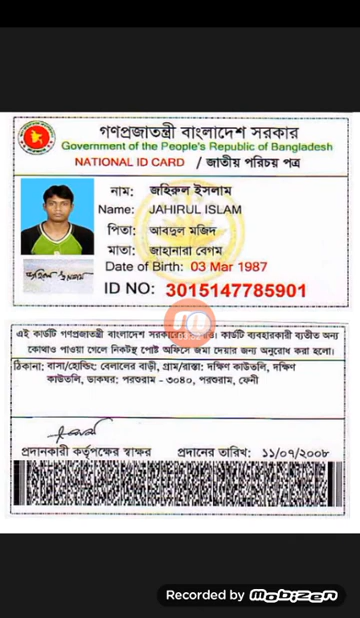 গণপ্রজাতন্ত্রী বাংলাদেশ সরকার
Government of the People's Republic of Bangladesh
NATIONAL ID CARD / জাতীয় পরিচয় পত্র
নাম: জহিরুল ইসলাম
Name: JAHIRUL ISLAM
পিতা: আবদুল মজিদ
মাতা: জাহানারা বেগম
Date of Birth: 03 Mar 1987
ID NO: 3015147785901
এই কার্ডটি গণপ্রজাতন্ত্রী বাংলাদেশ সরকারের কার্ডটি ব্যবহারকারী ব্যতীত অন্য
কোথাও পাওয়া গেলে নিকটস্থ পোষ্ট অফিসে জমা দেয়ার জন্য অনুরোধ করা হলো।
ঠিকানা: বাসা/হোল্ডিং: বেলালের বাড়ী, গ্রাম/রাস্তা: দক্ষিণ কাউতলি, দক্ষিণ
কাউতলি, ডাকঘর: পরশুরাম - ৩০৪০, পরশুরাম, ফেনী
প্রদানকারী কর্তৃপক্ষের স্বাক্ষর প্রদানের তারিখ: ১১/০৭/২০০৮
Recorded by Mobizen